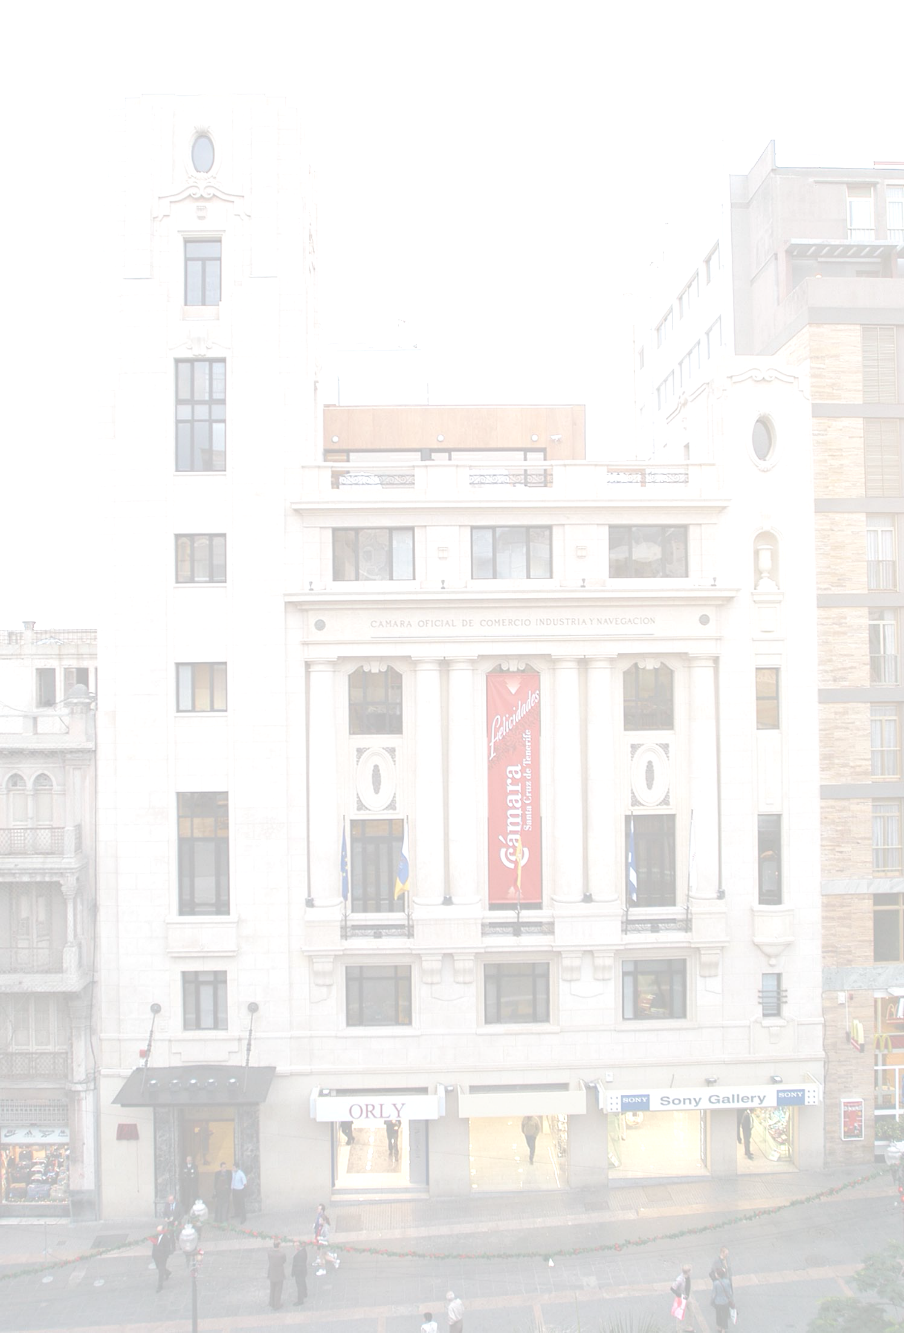 CAMARA OFICIAL DE COMERCIO INDUSTRIA Y NAVEGACION
¡Felicidades
cámara
Santa Cruz de Tenerife
ORLY
SONY
Sony Gallery
SONY